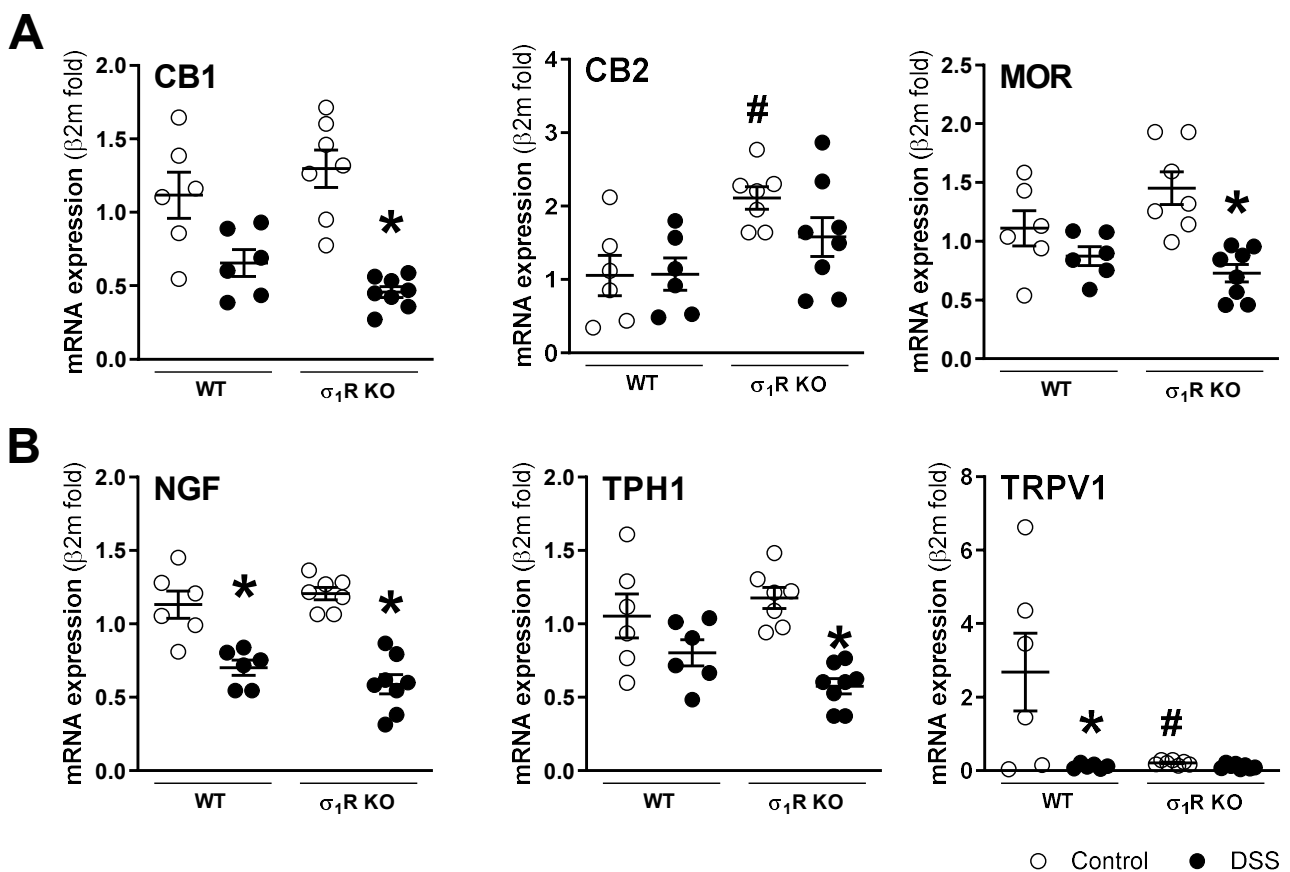 A
mRNA expression (β2m fold)
2.0
1.5
1.0
0.5
0.0
CB1
*
WT
σ₁R KO
mRNA expression (β2m fold)
4
3
2
1
0
CB2
#
WT
σ₁R KO
mRNA expression (β2m fold)
2.5
2.0
1.5
1.0
0.5
0.0
MOR
*
WT
σ₁R KO
B
mRNA expression (β2m fold)
2.0
1.5
1.0
0.5
0.0
NGF
*
*
WT
σ₁R KO
mRNA expression (β2m fold)
2.0
1.5
1.0
0.5
0.0
TPH1
*
WT
σ₁R KO
mRNA expression (β2m fold)
8
6
4
2
0
TRPV1
*
#
WT
σ₁R KO
Control
DSS